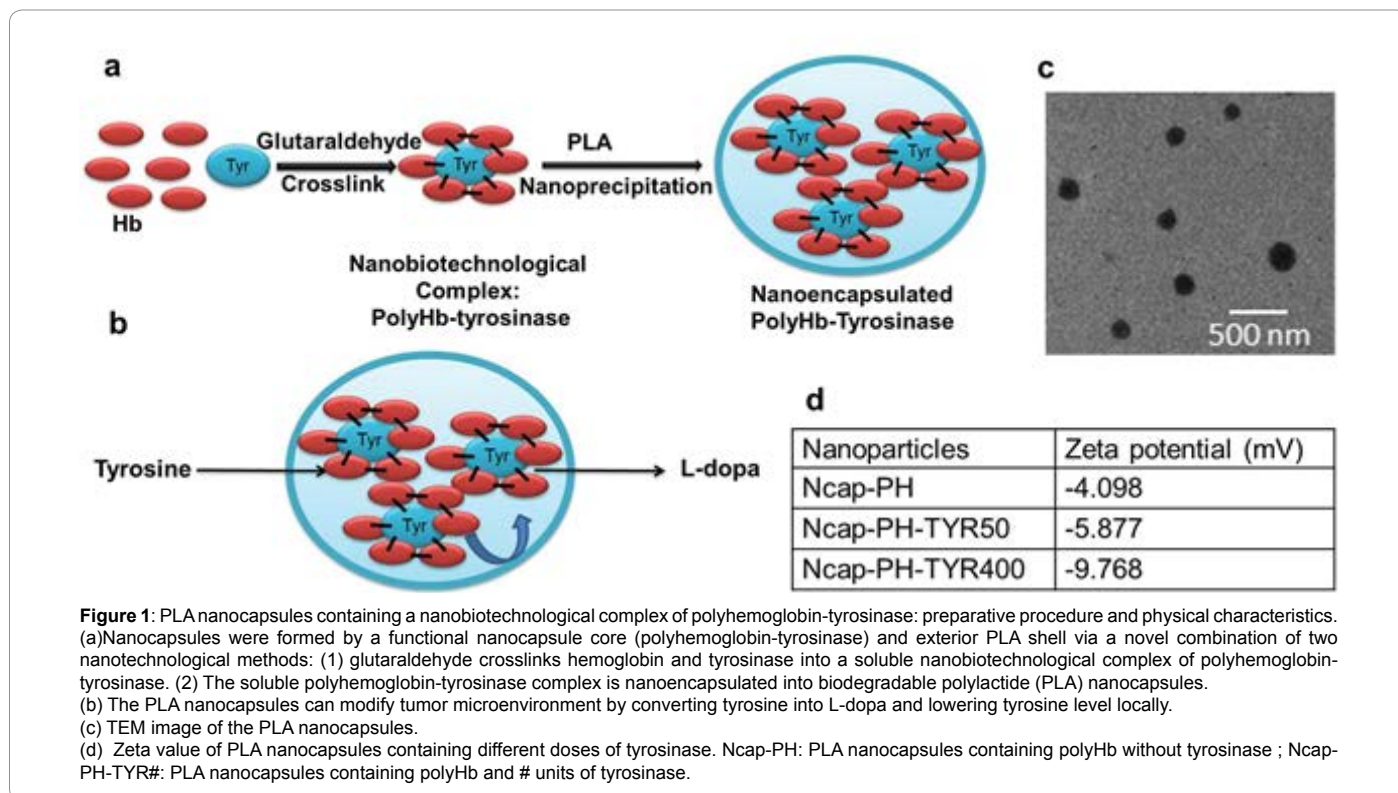 a
Glutaraldehyde
Tyr
Crosslink
Hb
Tyr
PLA
Nanoprecipitation
Tyr
Tyr
Tyr
Nanobiotechnological
Complex:
PolyHb-tyrosinase
Nanoencapsulated
PolyHb-Tyrosinase
c
500 nm
b
Tyrosine
Tyr
Tyr
Tyr
L-dopa
d
Nanoparticles Zeta potential (mV)
Ncap-PH -4.098
Ncap-PH-TYR50 -5.877
Ncap-PH-TYR400 -9.768
Figure 1: PLA nanocapsules containing a nanobiotechnological complex of polyhemoglobin-tyrosinase: preparative procedure and physical characteristics.
(a)Nanocapsules were formed by a functional nanocapsule core (polyhemoglobin-tyrosinase) and exterior PLA shell via a novel combination of two
nanotechnological methods: (1) glutaraldehyde crosslinks hemoglobin and tyrosinase into a soluble nanobiotechnological complex of polyhemoglobin-
tyrosinase. (2) The soluble polyhemoglobin-tyrosinase complex is nanoencapsulated into biodegradable polylactide (PLA) nanocapsules.
(b) The PLA nanocapsules can modify tumor microenvironment by converting tyrosine into L-dopa and lowering tyrosine level locally.
(c) TEM image of the PLA nanocapsules.
(d) Zeta value of PLA nanocapsules containing different doses of tyrosinase. Ncap-PH: PLA nanocapsules containing polyHb without tyrosinase ; Ncap-
PH-TYR#: PLA nanocapsules containing polyHb and # units of tyrosinase.